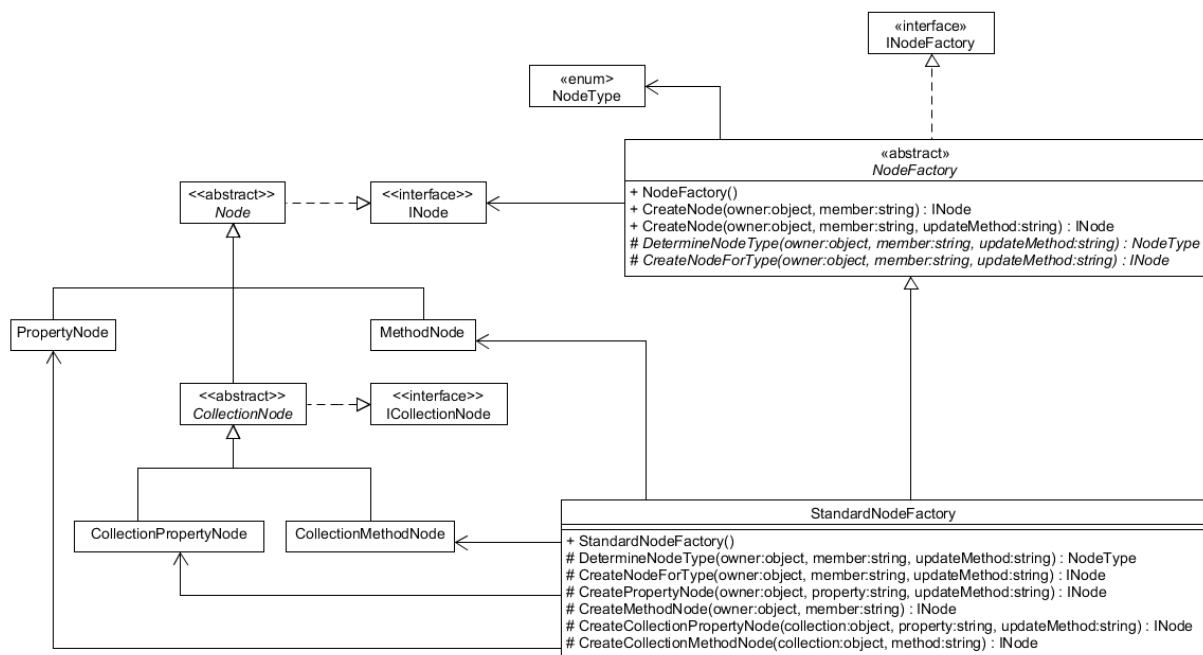 «interface»
INodeFactory
«enum>
NodeType
«abstract»
NodeFactory
+ NodeFactory()
+ CreateNode(owner:object, member:string) : INode
+ CreateNode(owner:object, member:string, updateMethod:string) : INode
# DetermineNodeType(owner:object, member:string, updateMethod:string) : NodeType
# CreateNodeForType(owner:object, member:string, updateMethod:string) : INode
<<abstract>>
Node
<<interface>>
INode
PropertyNode
MethodNode
<<abstract>>
CollectionNode
<<interface>>
ICollectionNode
CollectionPropertyNode
CollectionMethodNode
StandardNodeFactory
+ StandardNodeFactory()
# DetermineNodeType(owner:object, member:string, updateMethod:string) : NodeType
# CreateNodeForType(owner:object, member:string, updateMethod:string) : INode
# CreatePropertyNode(owner:object, property:string, updateMethod:string) : INode
# CreateMethodNode(owner:object, member:string) : INode
# CreateCollectionPropertyNode(collection:object, property:string, updateMethod:string) : INode
# CreateCollectionMethodNode(collection:object, method:string) : INode